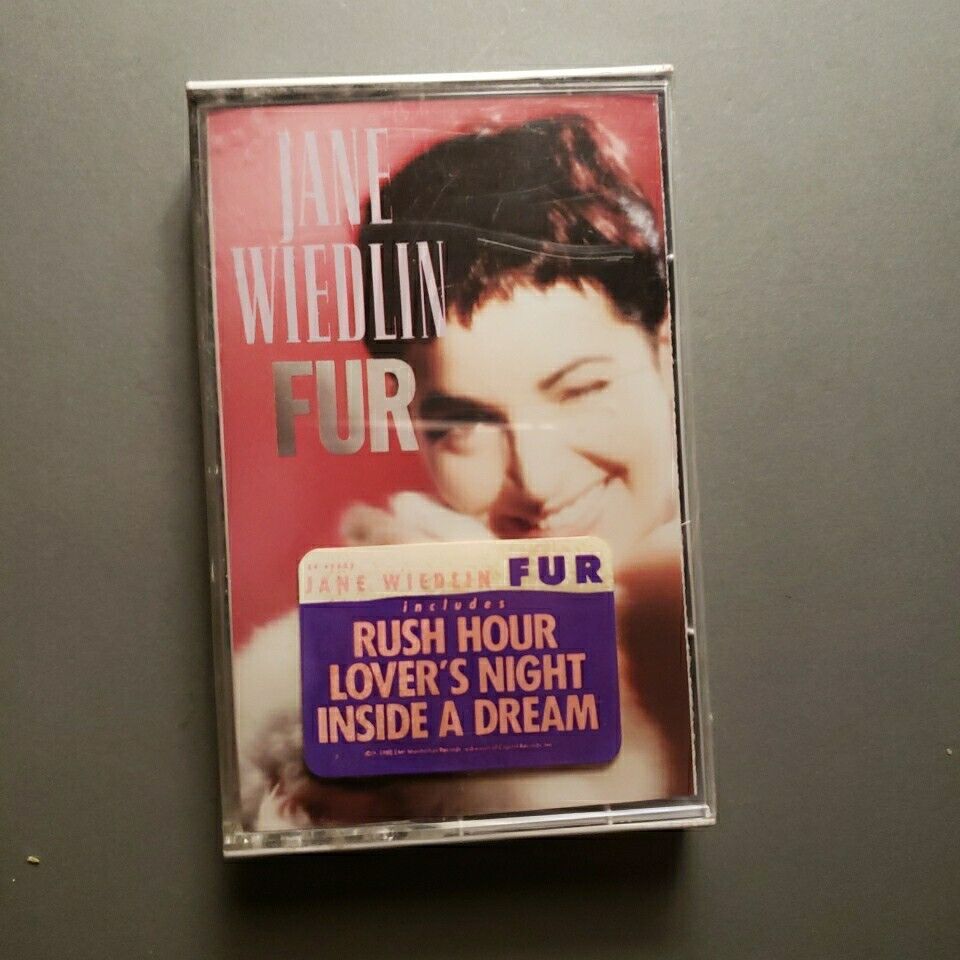 JANE
WIEDLIN
FUR
JANE WIEDLIN FUR
includes
RUSH HOUR
LOVER'S NIGHT
INSIDE A DREAM